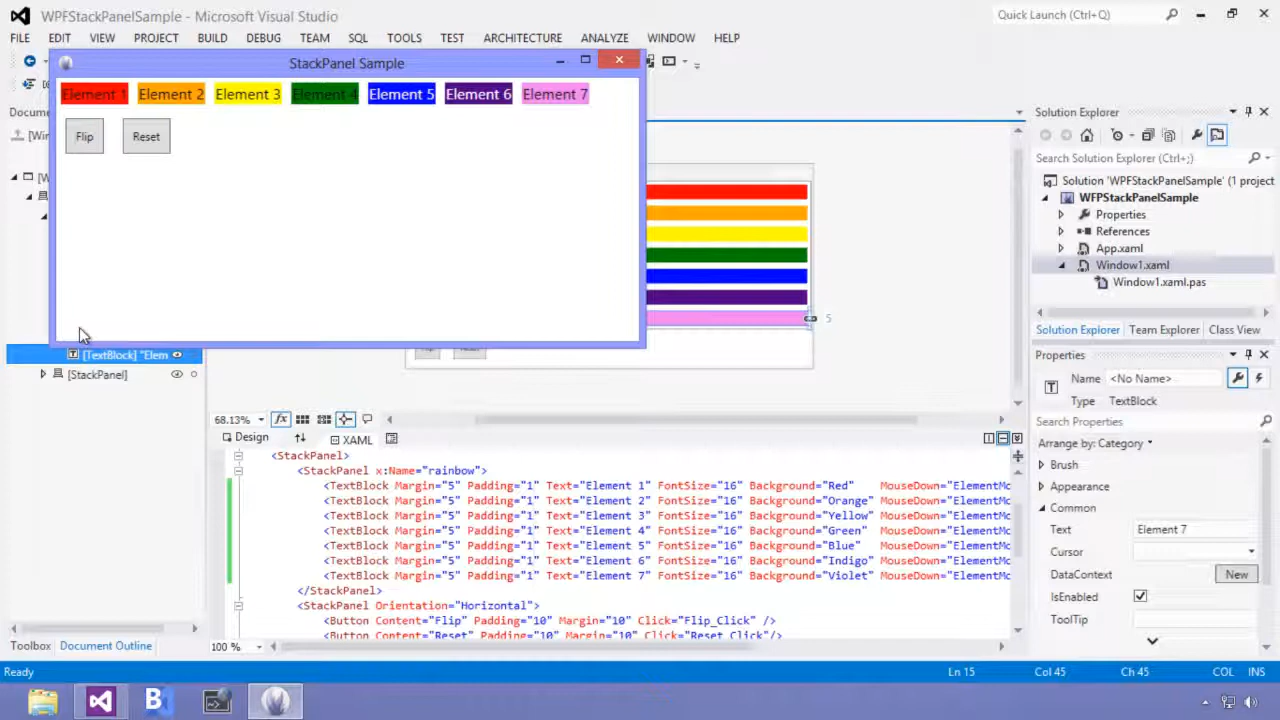 WPFStackPanelSample - Microsoft Visual Studio
Quick Launch (Ctrl+Q)
FILE EDIT VIEW PROJECT BUILD DEBUG TEAM SQL TOOLS TEST ARCHITECTURE ANALYZE WINDOW HELP
StackPanel Sample
Element 1 Element 2 Element 3 Element 4 Element 5 Element 6 Element 7
Flip Reset
Docume
[Win
[W
5
[TextBlock] "Elem
[StackPanel]
Toolbox Document Outline
68.13%
Design XAML
<StackPanel>
<StackPanel x:Name="rainbow">
<TextBlock Margin="5" Padding="1" Text="Element 1" FontSize="16" Background="Red" MouseDown="ElementMo
<TextBlock Margin="5" Padding="1" Text="Element 2" FontSize="16" Background="Orange" MouseDown="ElementMo
<TextBlock Margin="5" Padding="1" Text="Element 3" FontSize="16" Background="Yellow" MouseDown="ElementMo
<TextBlock Margin="5" Padding="1" Text="Element 4" FontSize="16" Background="Green" MouseDown="ElementMo
<TextBlock Margin="5" Padding="1" Text="Element 5" FontSize="16" Background="Blue" MouseDown="ElementMo
<TextBlock Margin="5" Padding="1" Text="Element 6" FontSize="16" Background="Indigo" MouseDown="ElementMo
<TextBlock Margin="5" Padding="1" Text="Element 7" FontSize="16" Background="Violet" MouseDown="ElementMo
</StackPanel>
<StackPanel Orientation="Horizontal">
<Button Content="Flip" Padding="10" Margin="10" Click="Flip_Click" />
<Button Content="Reset" Padding="10" Margin="10" Click="Reset_Click"/>
100 %
Solution Explorer
Search Solution Explorer (Ctrl+;)
Solution 'WPFStackPanelSample' (1 project
WFPStackPanelSample
Properties
References
App.xaml
Window1.xaml
Window1.xaml.pas
Solution Explorer Team Explorer Class View
Properties
Name <No Name>
Type TextBlock
Search Properties
Arrange by: Category
Brush
Appearance
Common
Text Element 7
Cursor
DataContext New
IsEnabled
ToolTip
Ready Ln 15 Col 45 Ch 45 COL INS